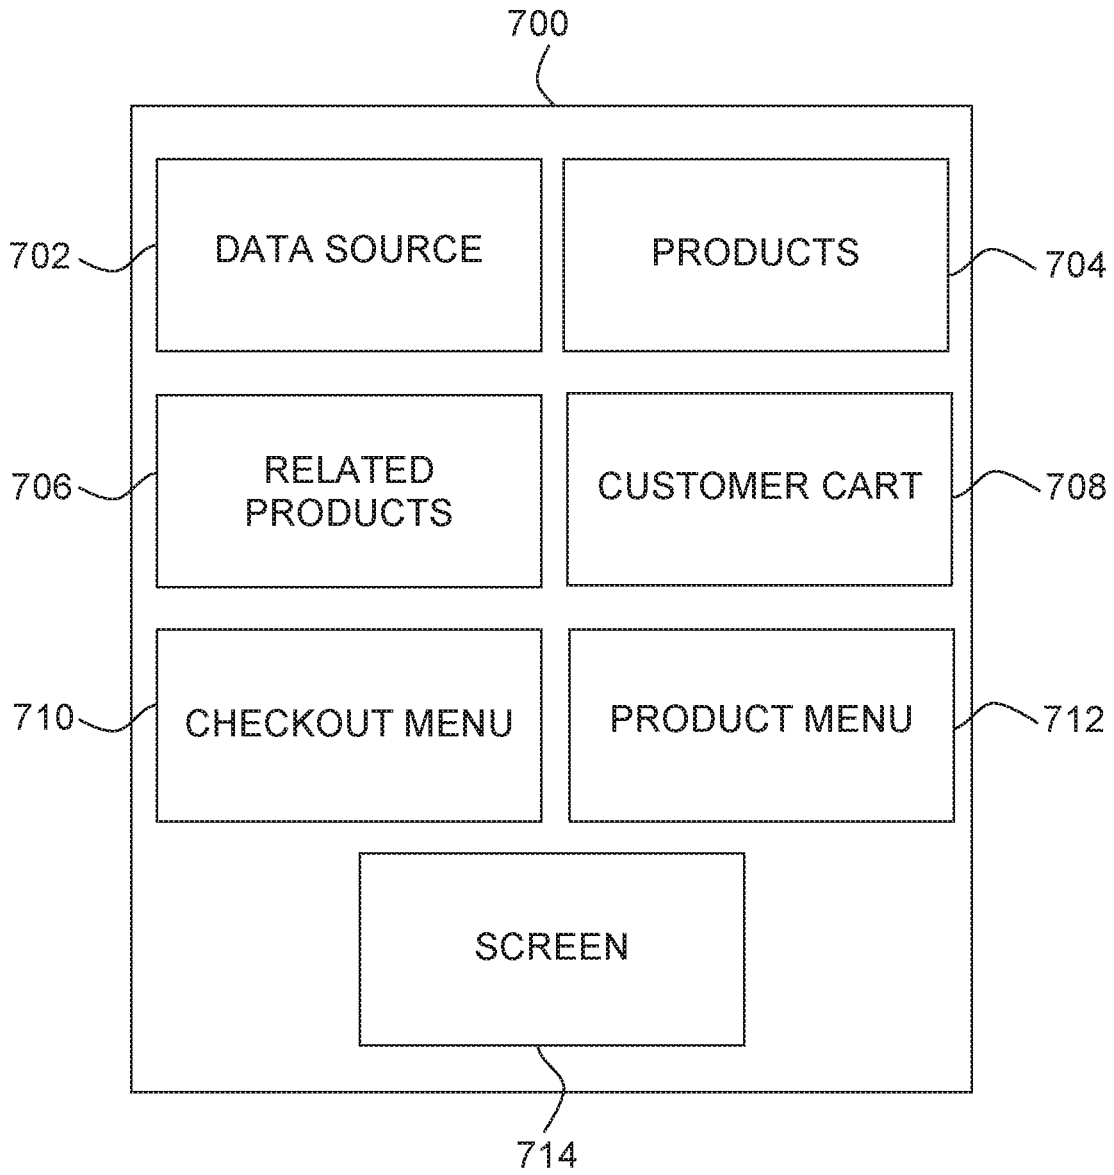 700
DATA SOURCE
PRODUCTS
702
704
RELATED
PRODUCTS
CUSTOMER CART
706
708
CHECKOUT MENU
PRODUCT MENU
710
712
SCREEN
714